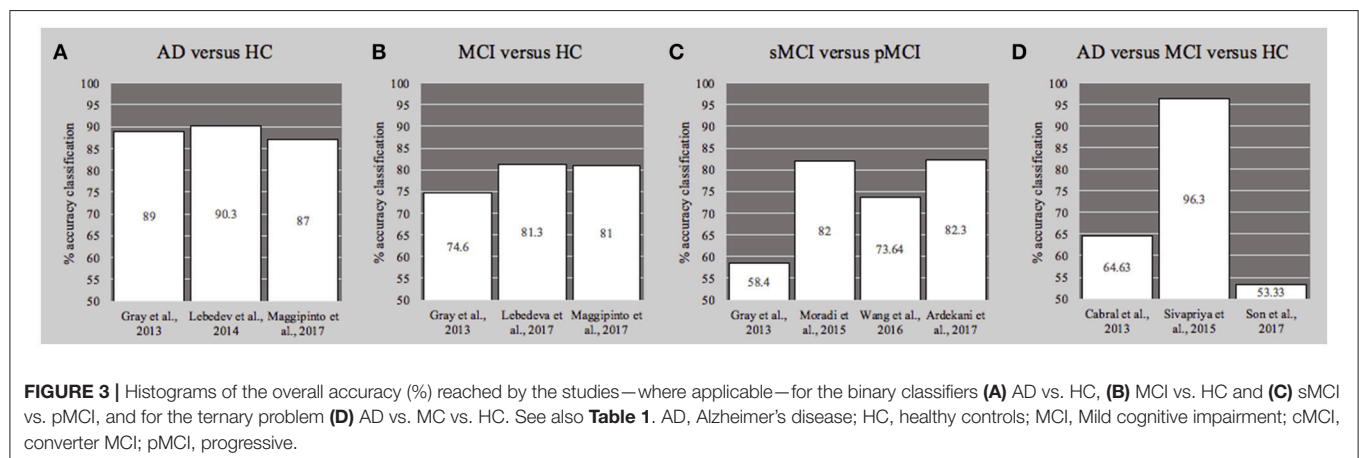 A AD versus HC
% accuracy classification
100
95
90
85
80
75
70
65
60
55
50
89
90.3
87
Gray et al., 2013
Lebedev et al., 2014
Maggipinto et al., 2017
B MCI versus HC
% accuracy classification
100
95
90
85
80
75
70
65
60
55
50
74.6
81.3
81
Gray et al., 2013
Lebedeva et al., 2017
Maggipinto et al., 2017
C sMCI versus pMCI
% accuracy classification
100
95
90
85
80
75
70
65
60
55
50
58.4
82
73.64
82.3
Gray et al., 2013
Moradi et al., 2015
Wang et al., 2016
Ardekani et al., 2017
D AD versus MCI versus HC
% accuracy classification
100
95
90
85
80
75
70
65
60
55
50
64.63
96.3
53.33
Cabral et al., 2013
Sivapriya et al., 2015
Son et al., 2017
FIGURE 3 | Histograms of the overall accuracy (%) reached by the studies—where applicable—for the binary classifiers (A) AD vs. HC, (B) MCI vs. HC and (C) sMCI
vs. pMCI, and for the ternary problem (D) AD vs. MC vs. HC. See also Table 1. AD, Alzheimer's disease; HC, healthy controls; MCI, Mild cognitive impairment; cMCI,
converter MCI; pMCI, progressive.